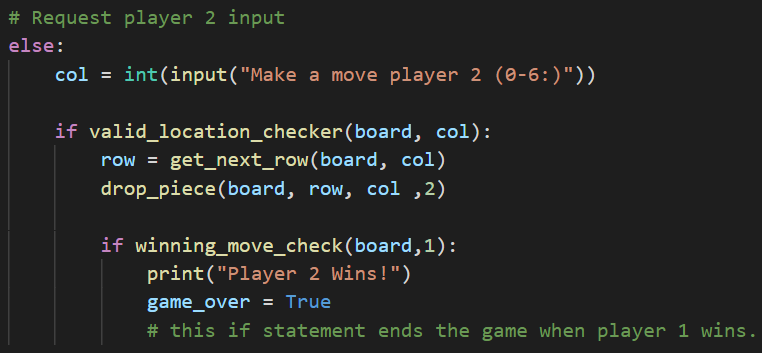 # Request player 2 input
else:
    col = int(input("Make a move player 2 (0-6:)"))

    if valid_location_checker(board, col):
        row = get_next_row(board, col)
        drop_piece(board, row, col ,2)

        if winning_move_check(board,1):
            print("Player 2 Wins!")
            game_over = True
            # this if statement ends the game when player 1 wins.